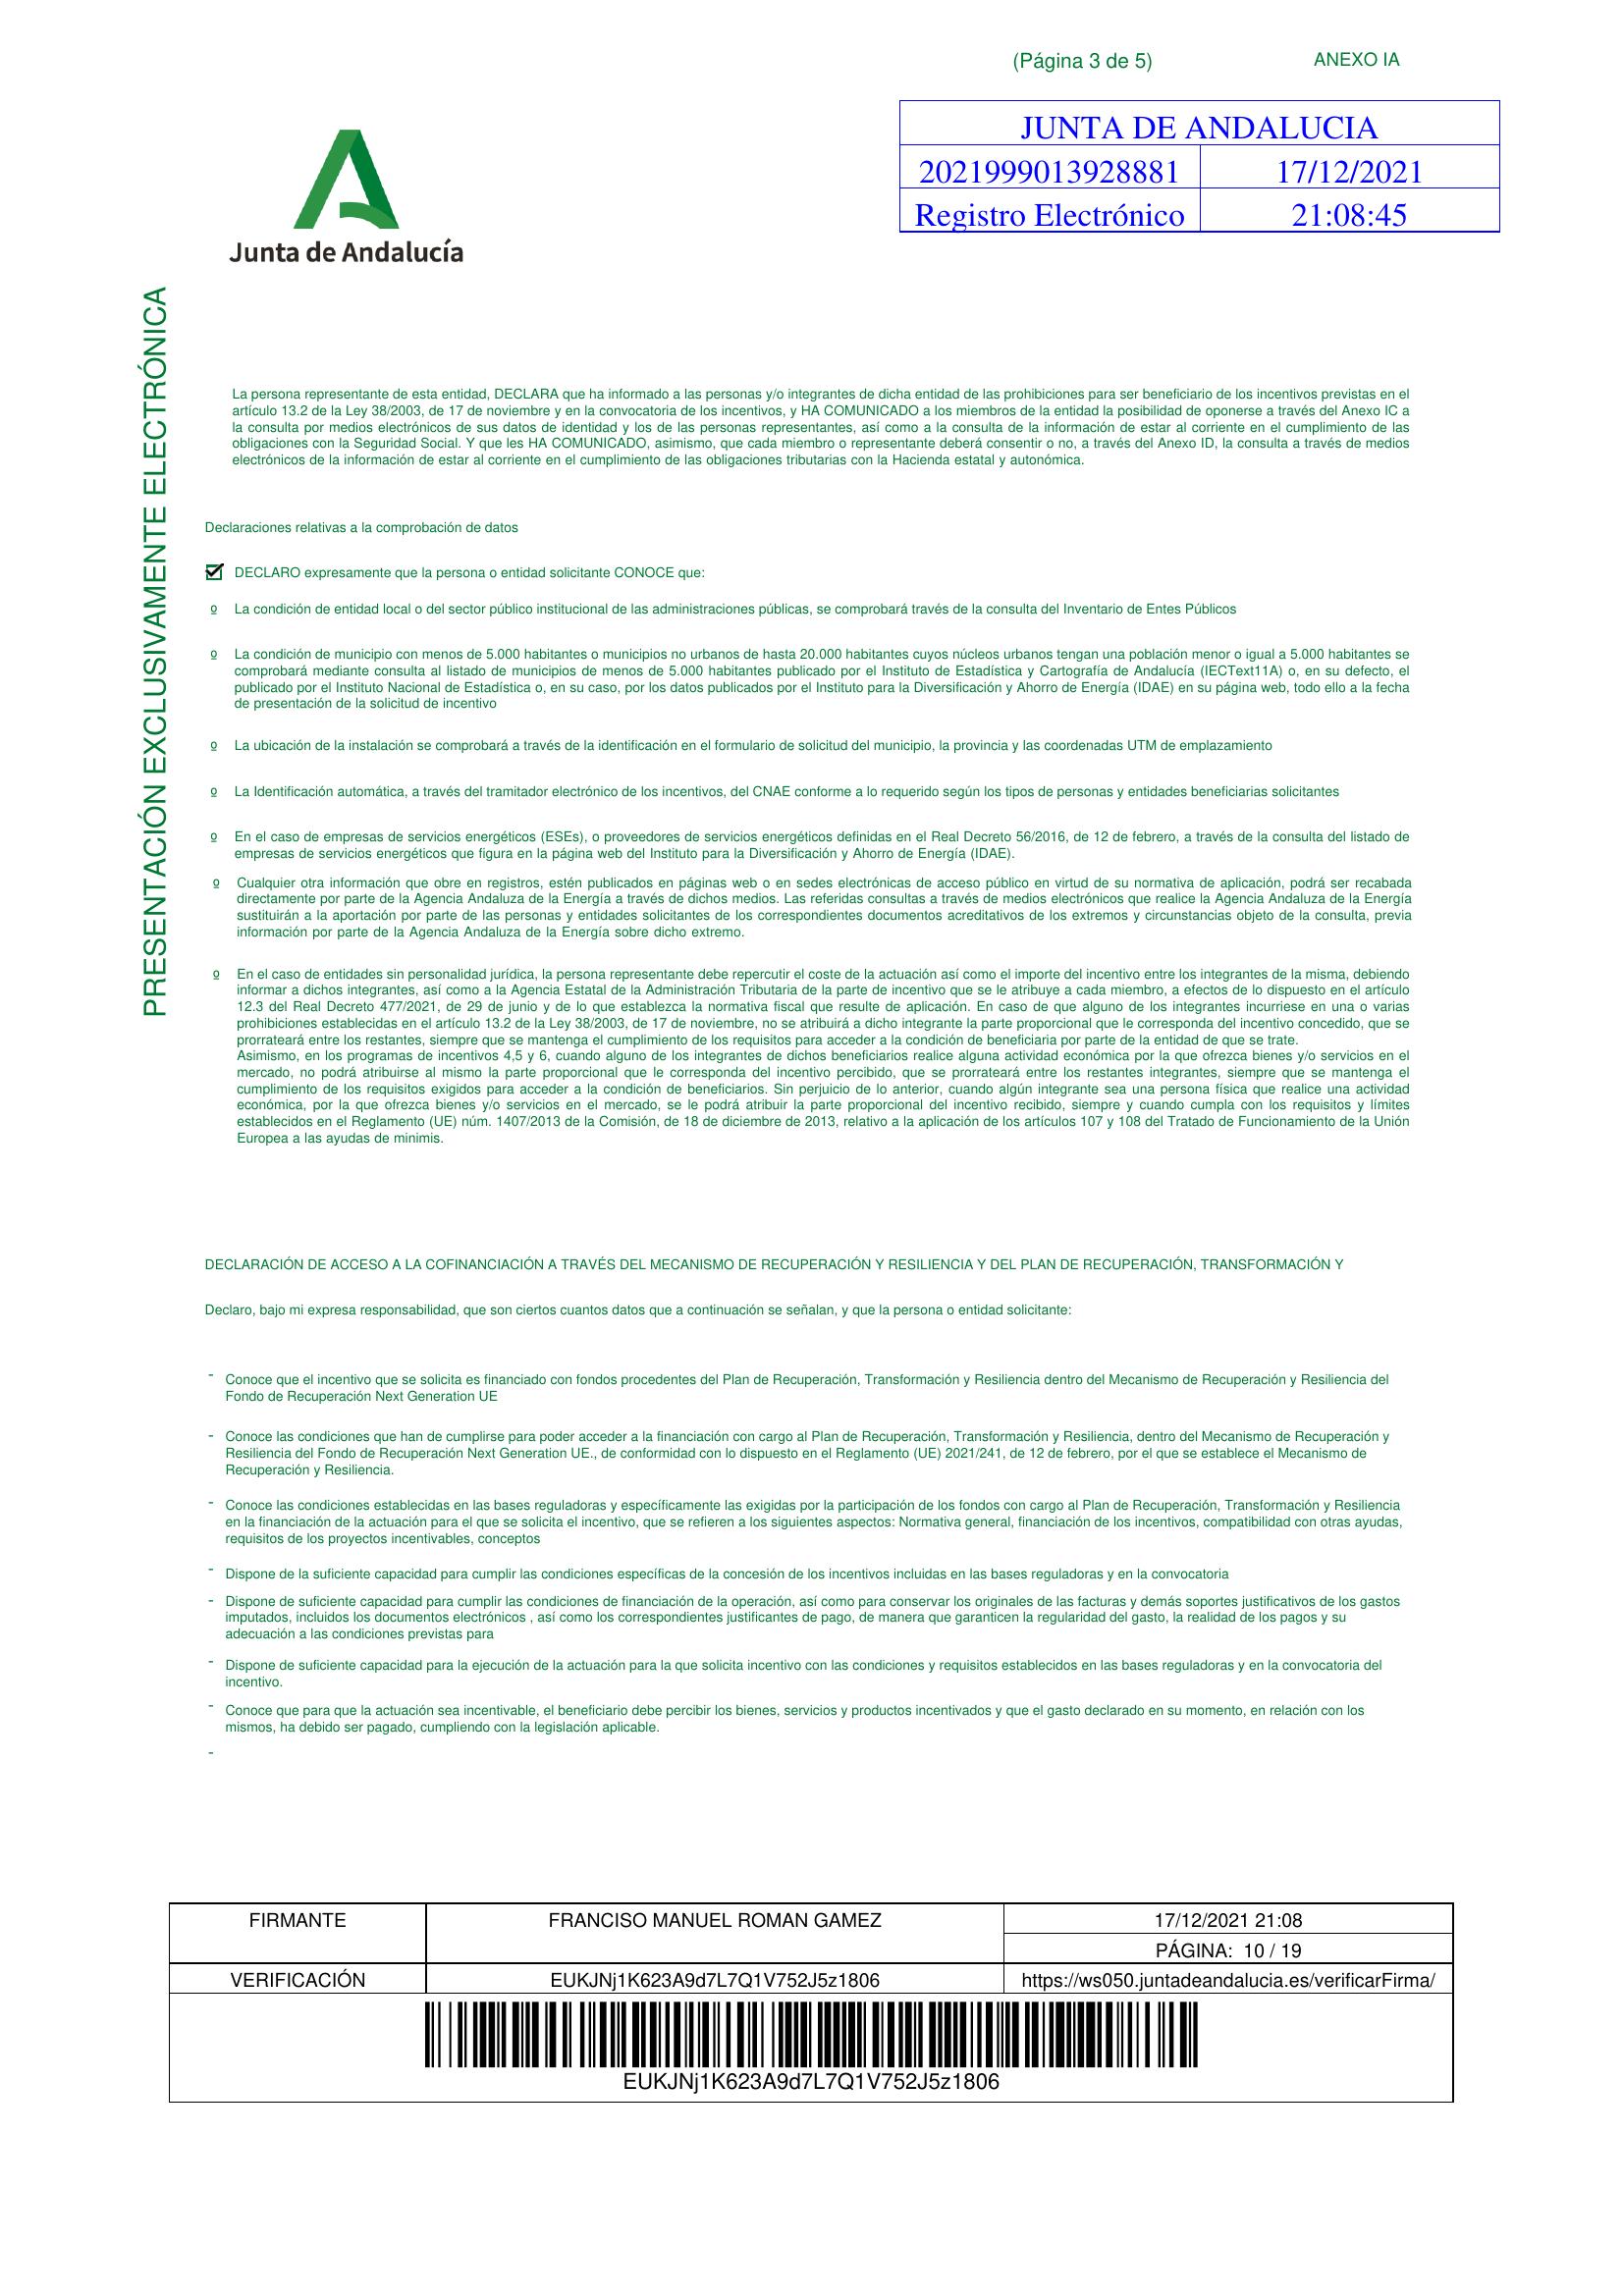 (Página 3 de 5)
ANEXO IA
JUNTA DE ANDALUCIA
2021999013928881
17/12/2021
Registro Electrónico
21:08:45
Junta de Andalucía
PRESENTACIÓN EXCLUSIVAMENTE ELECTRÓNICA
La persona representante de esta entidad, DECLARA que ha informado a las personas y/o integrantes de dicha entidad de las prohibiciones para ser beneficiario de los incentivos previstas en el
artículo 13.2 de la Ley 38/2003, de 17 de noviembre y en la convocatoria de los incentivos, y HA COMUNICADO a los miembros de la entidad la posibilidad de oponerse a través del Anexo IC a
la consulta por medios electrónicos de sus datos de identidad y los de las personas representantes, así como a la consulta de la información de estar al corriente en el cumplimiento de las
obligaciones con la Seguridad Social. Y que les HA COMUNICADO, asimismo, que cada miembro o representante deberá consentir o no, a través del Anexo ID, la consulta a través de medios
electrónicos de la información de estar al corriente en el cumplimiento de las obligaciones tributarias con la Hacienda estatal y autonómica.
Declaraciones relativas a la comprobación de datos
DECLARO expresamente que la persona o entidad solicitante CONOCE que:
º La condición de entidad local o del sector público institucional de las administraciones públicas, se comprobará través de la consulta del Inventario de Entes Públicos
º La condición de municipio con menos de 5.000 habitantes o municipios no urbanos de hasta 20.000 habitantes cuyos núcleos urbanos tengan una población menor o igual a 5.000 habitantes se
comprobará mediante consulta al listado de municipios de menos de 5.000 habitantes publicado por el Instituto de Estadística y Cartografía de Andalucía (IECText11A) o, en su defecto, el
publicado por el Instituto Nacional de Estadística o, en su caso, por los datos publicados por el Instituto para la Diversificación y Ahorro de Energía (IDAE) en su página web, todo ello a la fecha
de presentación de la solicitud de incentivo
º La ubicación de la instalación se comprobará a través de la identificación en el formulario de solicitud del municipio, la provincia y las coordenadas UTM de emplazamiento
º La Identificación automática, a través del tramitador electrónico de los incentivos, del CNAE conforme a lo requerido según los tipos de personas y entidades beneficiarias solicitantes
º En el caso de empresas de servicios energéticos (ESEs), o proveedores de servicios energéticos definidas en el Real Decreto 56/2016, de 12 de febrero, a través de la consulta del listado de
empresas de servicios energéticos que figura en la página web del Instituto para la Diversificación y Ahorro de Energía (IDAE).
º Cualquier otra información que obre en registros, estén publicados en páginas web o en sedes electrónicas de acceso público en virtud de su normativa de aplicación, podrá ser recabada
directamente por parte de la Agencia Andaluza de la Energía a través de dichos medios. Las referidas consultas a través de medios electrónicos que realice la Agencia Andaluza de la Energía
sustituirán a la aportación por parte de las personas y entidades solicitantes de los correspondientes documentos acreditativos de los extremos y circunstancias objeto de la consulta, previa
información por parte de la Agencia Andaluza de la Energía sobre dicho extremo.
º En el caso de entidades sin personalidad jurídica, la persona representante debe repercutir el coste de la actuación así como el importe del incentivo entre los integrantes de la misma, debiendo
informar a dichos integrantes, así como a la Agencia Estatal de la Administración Tributaria de la parte de incentivo que se le atribuye a cada miembro, a efectos de lo dispuesto en el artículo
12.3 del Real Decreto 477/2021, de 29 de junio y de lo que establezca la normativa fiscal que resulte de aplicación. En caso de que alguno de los integrantes incurriese en una o varias
prohibiciones establecidas en el artículo 13.2 de la Ley 38/2003, de 17 de noviembre, no se atribuirá a dicho integrante la parte proporcional que le corresponda del incentivo concedido, que se
prorrateará entre los restantes, siempre que se mantenga el cumplimiento de los requisitos para acceder a la condición de beneficiaria por parte de la entidad de que se trate.
Asimismo, en los programas de incentivos 4,5 y 6, cuando alguno de los integrantes de dichos beneficiarios realice alguna actividad económica por la que ofrezca bienes y/o servicios en el
mercado, no podrá atribuirse al mismo la parte proporcional que le corresponda del incentivo percibido, que se prorrateará entre los restantes integrantes, siempre que se mantenga el
cumplimiento de los requisitos exigidos para acceder a la condición de beneficiarios. Sin perjuicio de lo anterior, cuando algún integrante sea una persona física que realice una actividad
económica, por la que ofrezca bienes y/o servicios en el mercado, se le podrá atribuir la parte proporcional del incentivo recibido, siempre y cuando cumpla con los requisitos y límites
establecidos en el Reglamento (UE) núm. 1407/2013 de la Comisión, de 18 de diciembre de 2013, relativo a la aplicación de los artículos 107 y 108 del Tratado de Funcionamiento de la Unión
Europea a las ayudas de minimis.
DECLARACIÓN DE ACCESO A LA COFINANCIACIÓN A TRAVÉS DEL MECANISMO DE RECUPERACIÓN Y RESILIENCIA Y DEL PLAN DE RECUPERACIÓN, TRANSFORMACIÓN Y
Declaro, bajo mi expresa responsabilidad, que son ciertos cuantos datos que a continuación se señalan, y que la persona o entidad solicitante:
- Conoce que el incentivo que se solicita es financiado con fondos procedentes del Plan de Recuperación, Transformación y Resiliencia dentro del Mecanismo de Recuperación y Resiliencia del
Fondo de Recuperación Next Generation UE
- Conoce las condiciones que han de cumplirse para poder acceder a la financiación con cargo al Plan de Recuperación, Transformación y Resiliencia, dentro del Mecanismo de Recuperación y
Resiliencia del Fondo de Recuperación Next Generation UE., de conformidad con lo dispuesto en el Reglamento (UE) 2021/241, de 12 de febrero, por el que se establece el Mecanismo de
Recuperación y Resiliencia.
- Conoce las condiciones establecidas en las bases reguladoras y específicamente las exigidas por la participación de los fondos con cargo al Plan de Recuperación, Transformación y Resiliencia
en la financiación de la actuación para el que se solicita el incentivo, que se refieren a los siguientes aspectos: Normativa general, financiación de los incentivos, compatibilidad con otras ayudas,
requisitos de los proyectos incentivables, conceptos
- Dispone de la suficiente capacidad para cumplir las condiciones específicas de la concesión de los incentivos incluidas en las bases reguladoras y en la convocatoria
- Dispone de suficiente capacidad para cumplir las condiciones de financiación de la operación, así como para conservar los originales de las facturas y demás soportes justificativos de los gastos
imputados, incluidos los documentos electrónicos , así como los correspondientes justificantes de pago, de manera que garanticen la regularidad del gasto, la realidad de los pagos y su
adecuación a las condiciones previstas para
- Dispone de suficiente capacidad para la ejecución de la actuación para la que solicita incentivo con las condiciones y requisitos establecidos en las bases reguladoras y en la convocatoria del
incentivo.
- Conoce que para que la actuación sea incentivable, el beneficiario debe percibir los bienes, servicios y productos incentivados y que el gasto declarado en su momento, en relación con los
mismos, ha debido ser pagado, cumpliendo con la legislación aplicable.
-
FIRMANTE
FRANCISO MANUEL ROMAN GAMEZ
17/12/2021 21:08
PÁGINA: 10 / 19
VERIFICACIÓN
EUKJNj1K623A9d7L7Q1V752J5z1806
https://ws050.juntadeandalucia.es/verificarFirma/
EUKJNj1K623A9d7L7Q1V752J5z1806